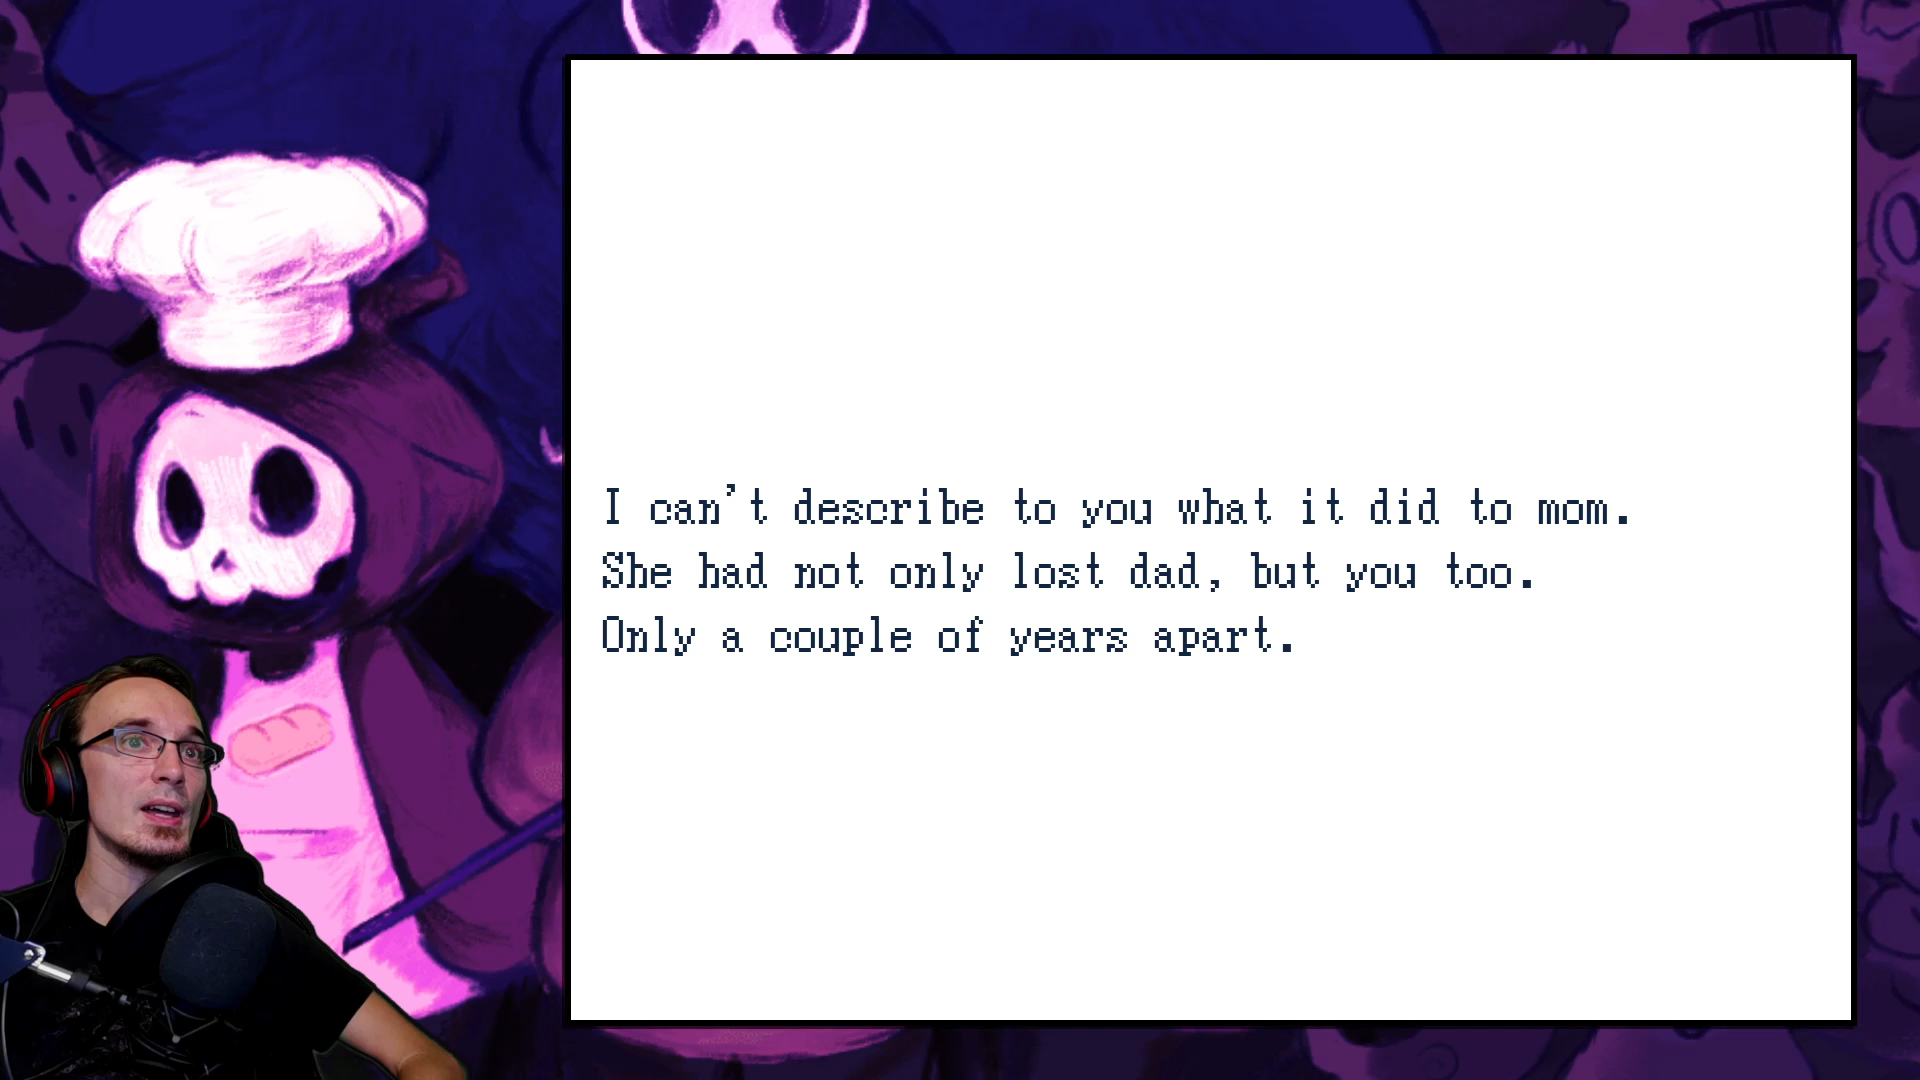 I can't describe to you what it did to mom.
She had not only lost dad, but you too.
Only a couple of years apart.